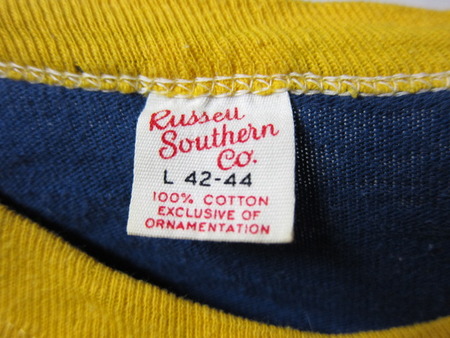 Russell
Southern
Co.
L 42-44
100% COTTON
EXCLUSIVE OF
ORNAMENTATION